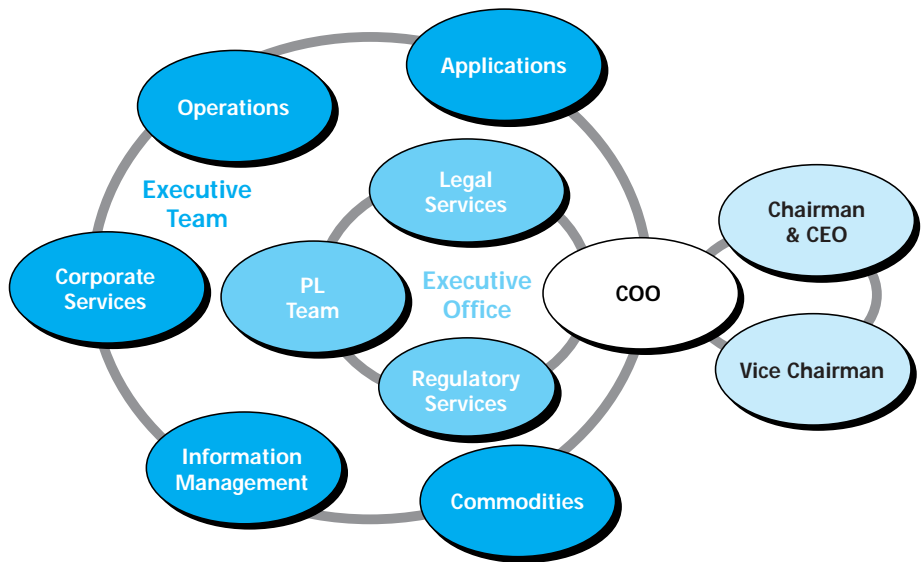 Applications
Operations
Legal
Services
Executive
Team
Chairman
& CEO
Corporate
Services
PL
Team
Executive
Office
COO
Vice Chairman
Regulatory
Services
Information
Management
Commodities